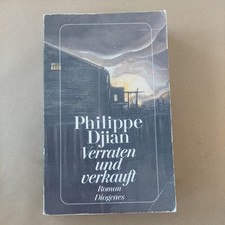 Philippe
Djian
Verraten und
verkauft
Roman
Diogenes